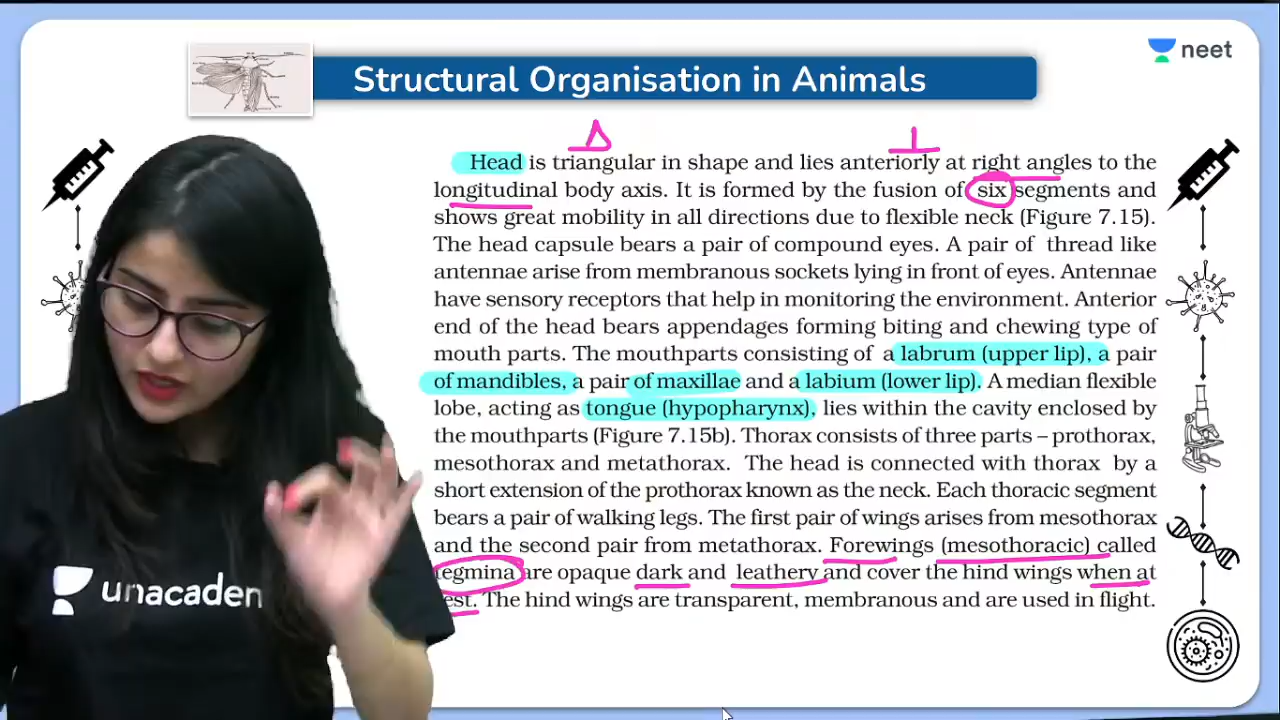 neet
Structural Organisation in Animals
Head is triangular in shape and lies anteriorly at right angles to the
longitudinal body axis. It is formed by the fusion of six segments and
shows great mobility in all directions due to flexible neck (Figure 7.15).
The head capsule bears a pair of compound eyes. A pair of thread like
antennae arise from membranous sockets lying in front of eyes. Antennae
have sensory receptors that help in monitoring the environment. Anterior
end of the head bears appendages forming biting and chewing type of
mouth parts. The mouthparts consisting of a labrum (upper lip), a pair
of mandibles, a pair of maxillae and a labium (lower lip). A median flexible
lobe, acting as tongue (hypopharynx), lies within the cavity enclosed by
the mouthparts (Figure 7.15b). Thorax consists of three parts – prothorax,
mesothorax and metathorax. The head is connected with thorax by a
short extension of the prothorax known as the neck. Each thoracic segment
bears a pair of walking legs. The first pair of wings arises from mesothorax
and the second pair from metathorax. Forewings (mesothoracic) called
tegmina are opaque dark and leathery and cover the hind wings when at
rest. The hind wings are transparent, membranous and are used in flight.
unacaden